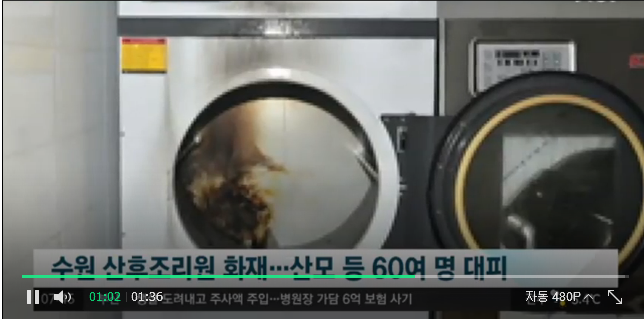 수원 산후조리원 화재…산모 등 60여 명 대피
도려내고 주사액 주입…병원장 가담 6억 보험 사기
01:02 01:36
자동 480P